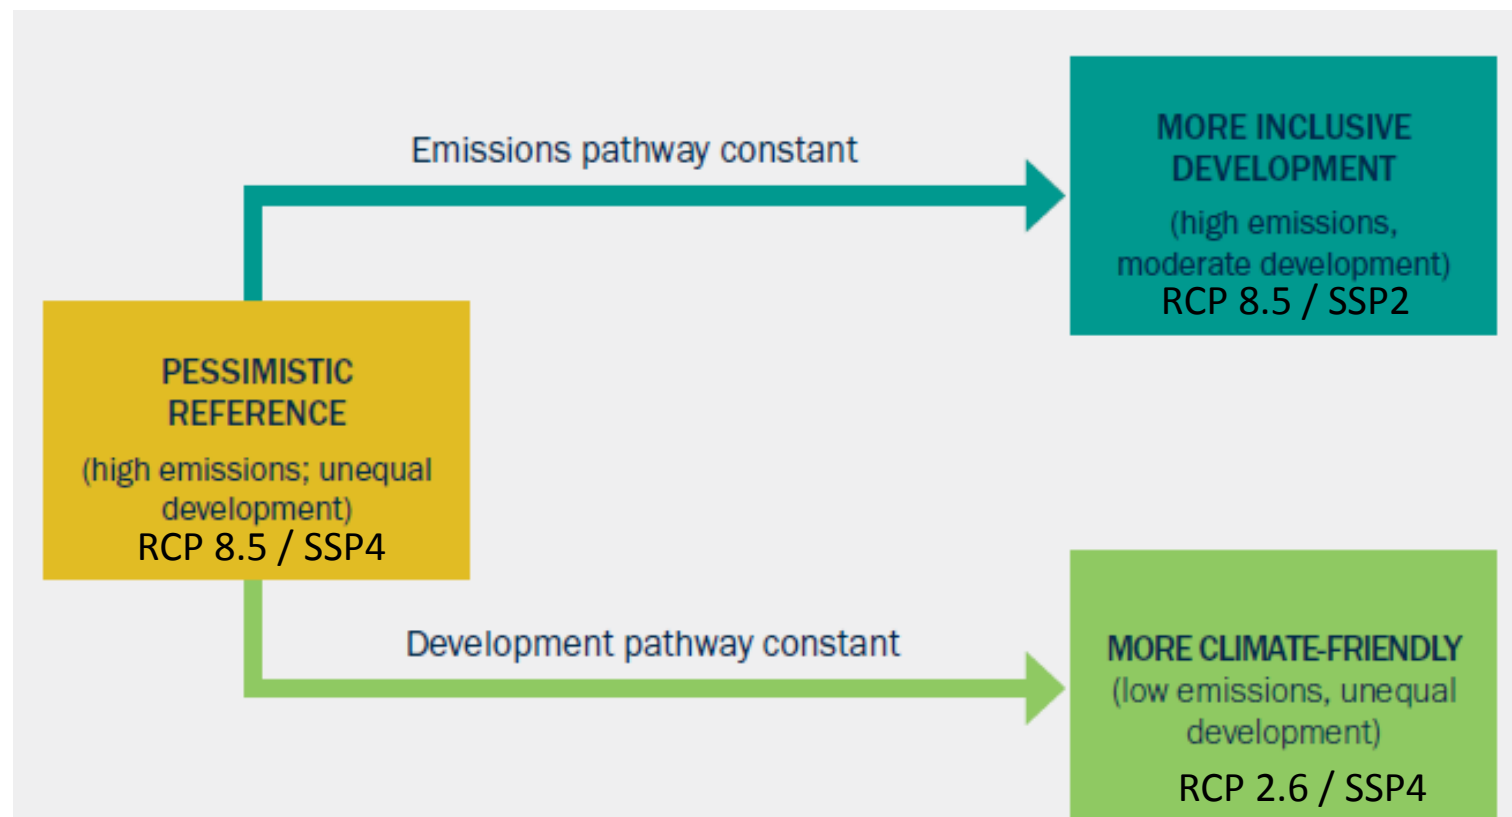 Emissions pathway constant
MORE INCLUSIVE
DEVELOPMENT
(high emissions,
moderate development)
RCP 8.5 / SSP2
PESSIMISTIC
REFERENCE
(high emissions; unequal
development)
RCP 8.5 / SSP4
Development pathway constant
MORE CLIMATE-FRIENDLY
(low emissions, unequal
development)
RCP 2.6 / SSP4